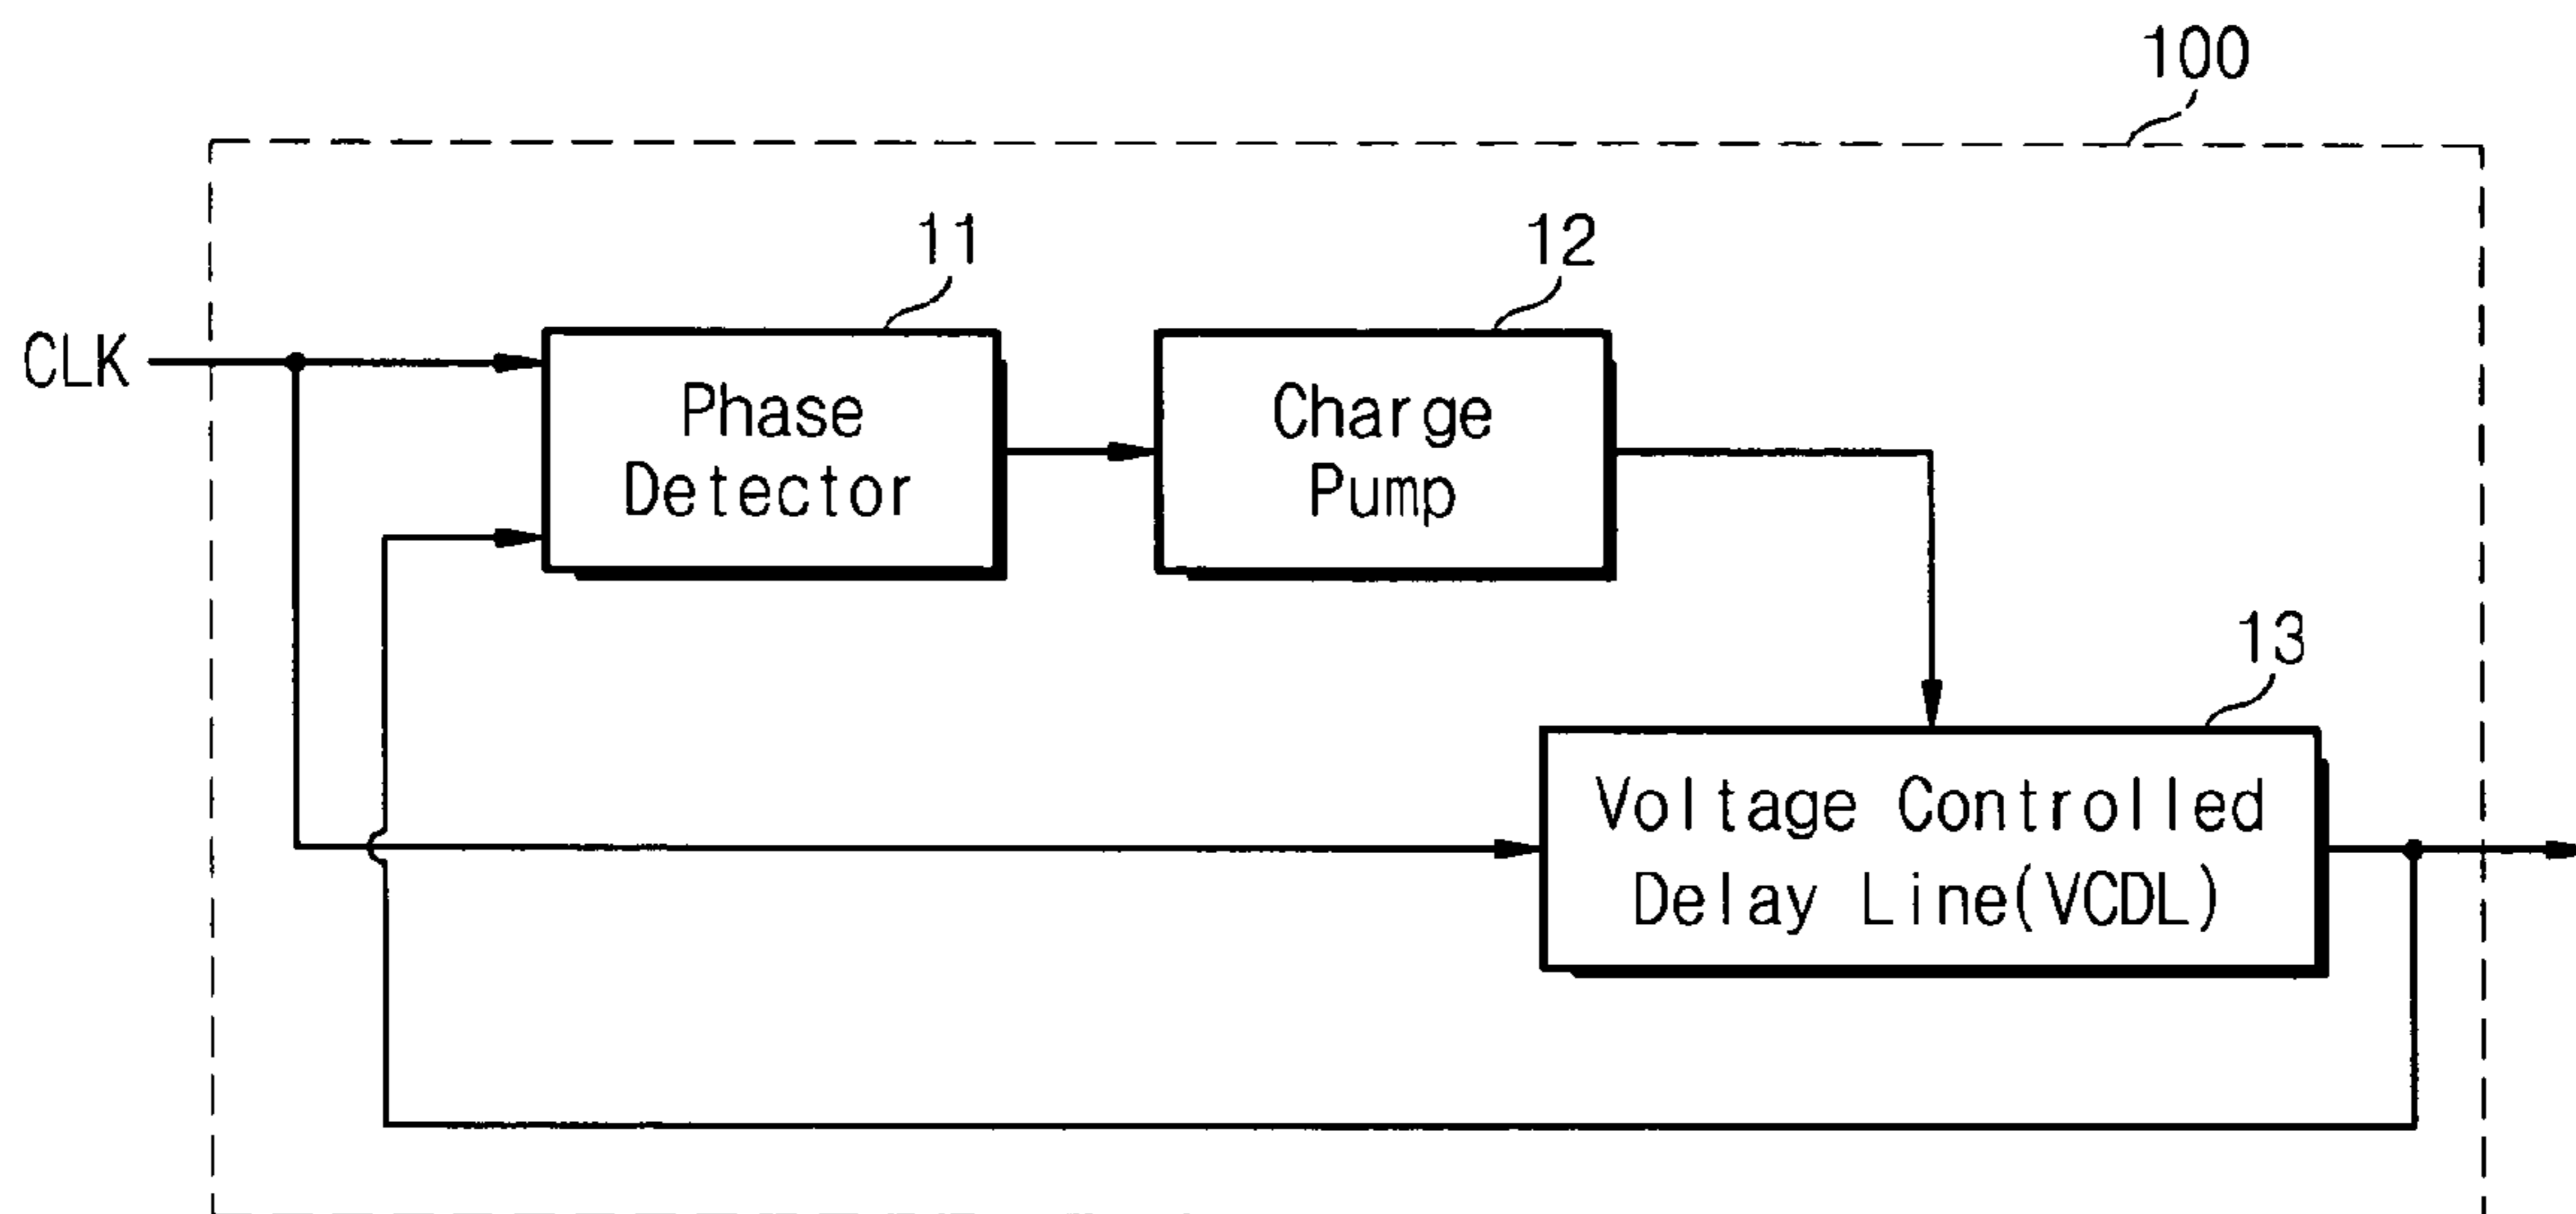 100
11
12
CLK
Phase
Detector
Charge
Pump
13
Voltage Controlled
Delay Line(VCDL)